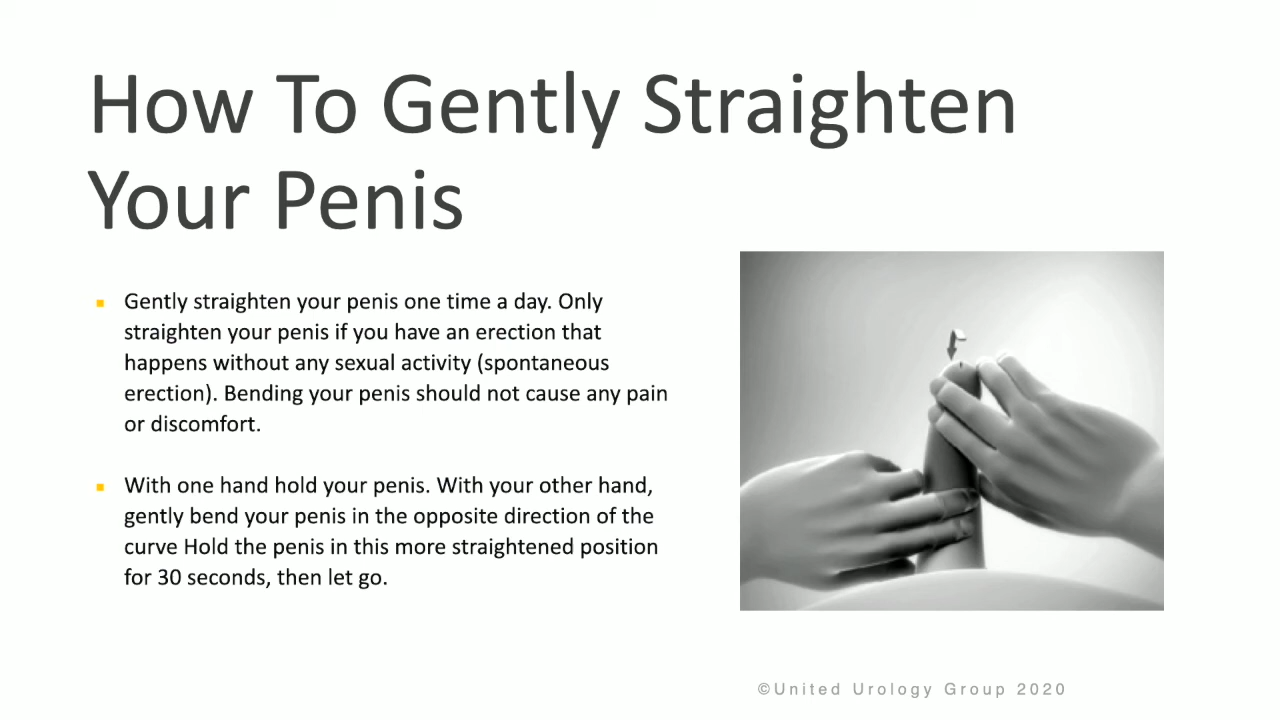 How To Gently Straighten
Your Penis
Gently straighten your penis one time a day. Only
straighten your penis if you have an erection that
happens without any sexual activity (spontaneous
erection). Bending your penis should not cause any pain
or discomfort.
With one hand hold your penis. With your other hand,
gently bend your penis in the opposite direction of the
curve Hold the penis in this more straightened position
for 30 seconds, then let go.
©United Urology Group 2020